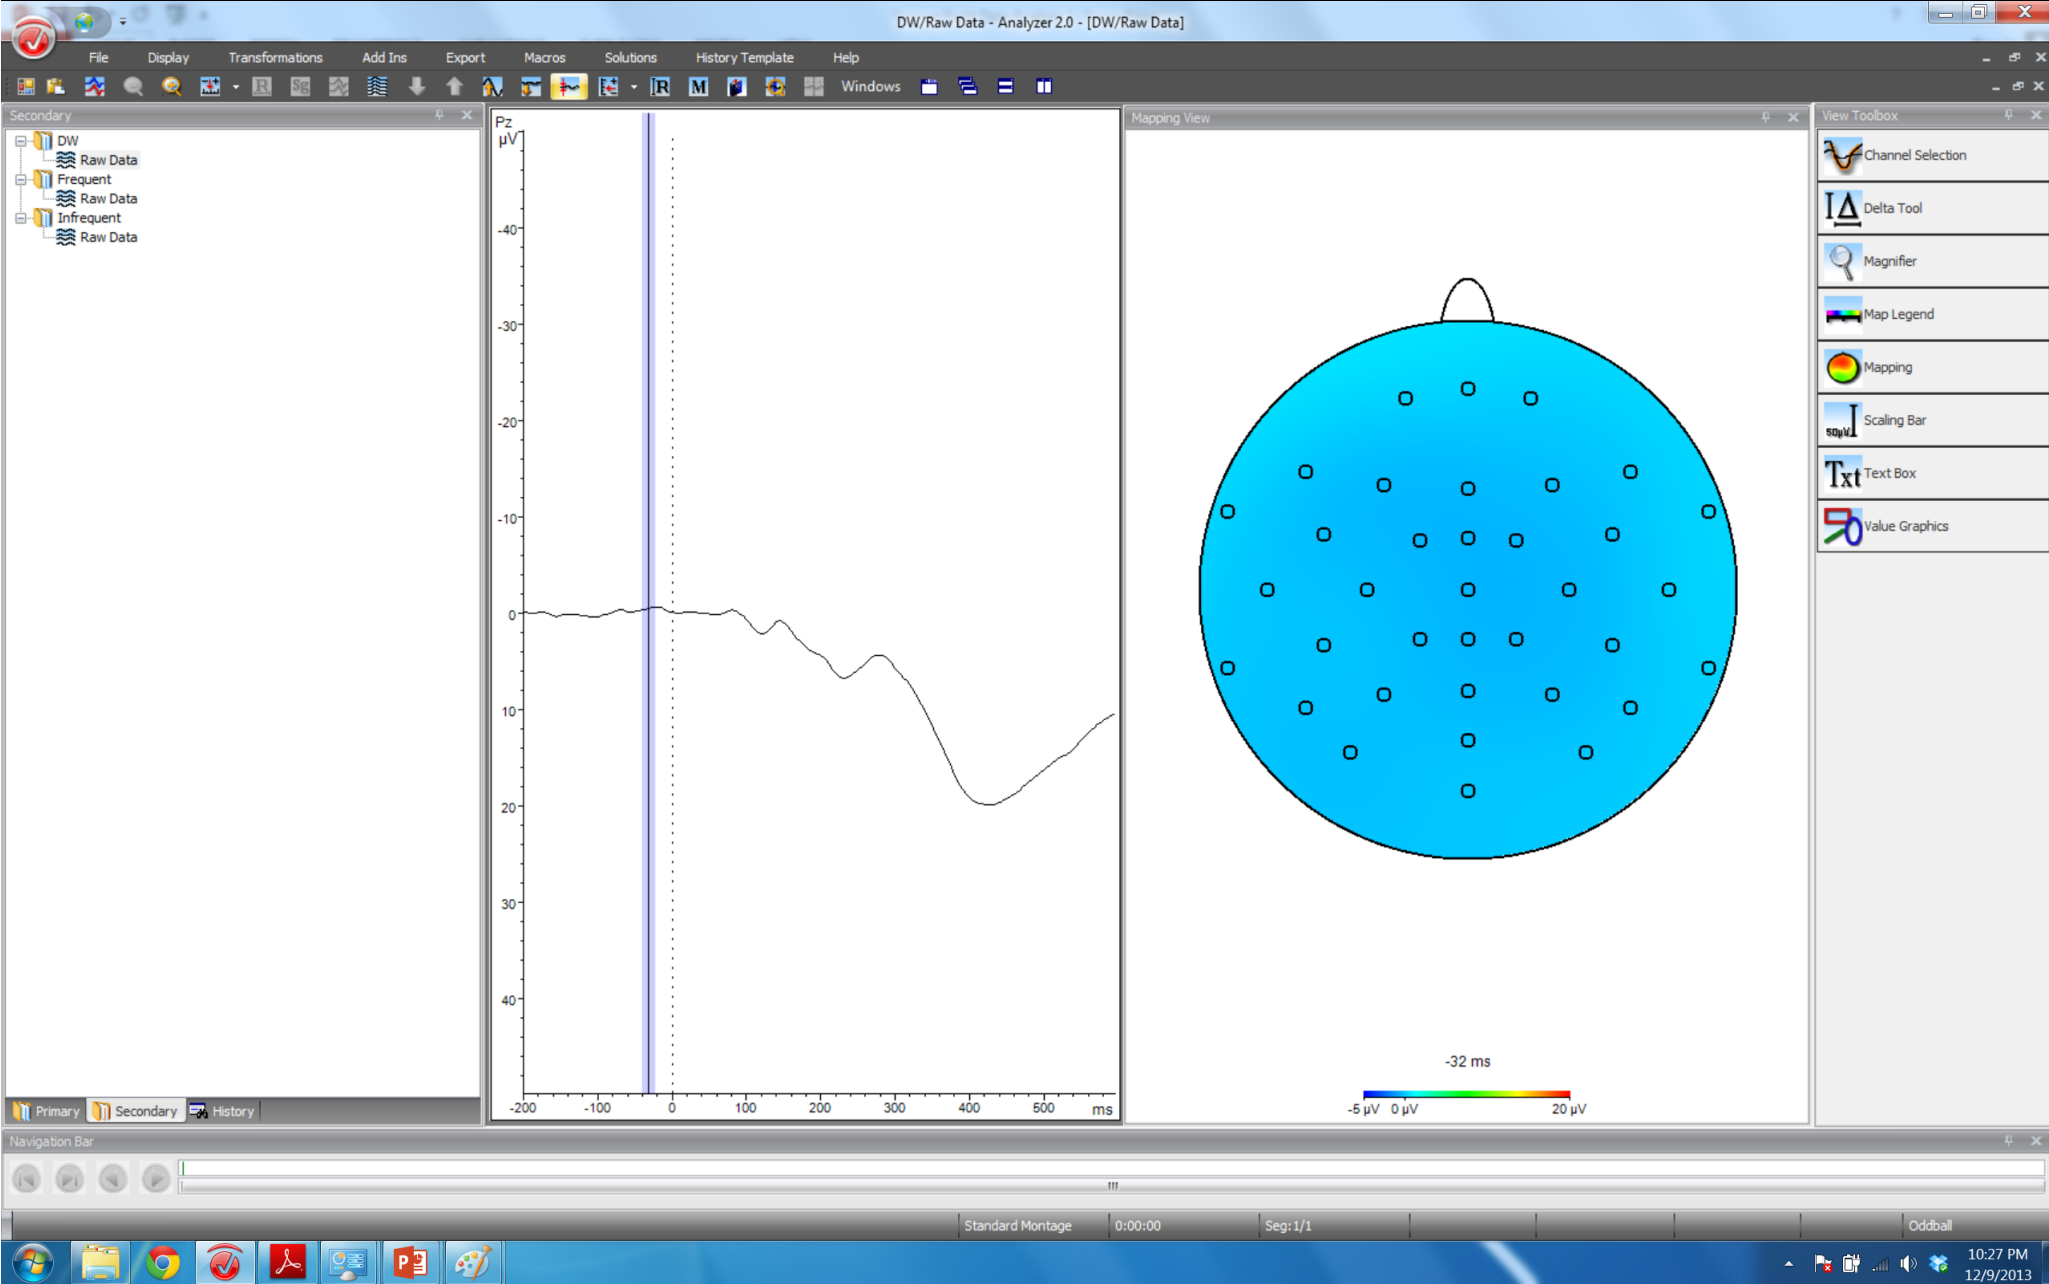 DW/Raw Data - Analyzer 2.0 - [DW/Raw Data]
File Display Transformations Add Ins Export Macros Solutions History Template Help
R Sg R M Windows
Secondary
DW
Raw Data
Frequent
Raw Data
Infrequent
Raw Data
Primary Secondary History
Pz
µV
-40
-30
-20
-10
0
10
20
30
40
-200 -100 0 100 200 300 400 500 ms
Mapping View
-32 ms
-5 µV 0 µV 20 µV
View Toolbox
Channel Selection
Delta Tool
Magnifier
Map Legend
Mapping
50µV Scaling Bar
Txt Text Box
Value Graphics
Navigation Bar
Standard Montage 0:00:00 Seg:1/1 Oddball
10:27 PM
12/9/2013